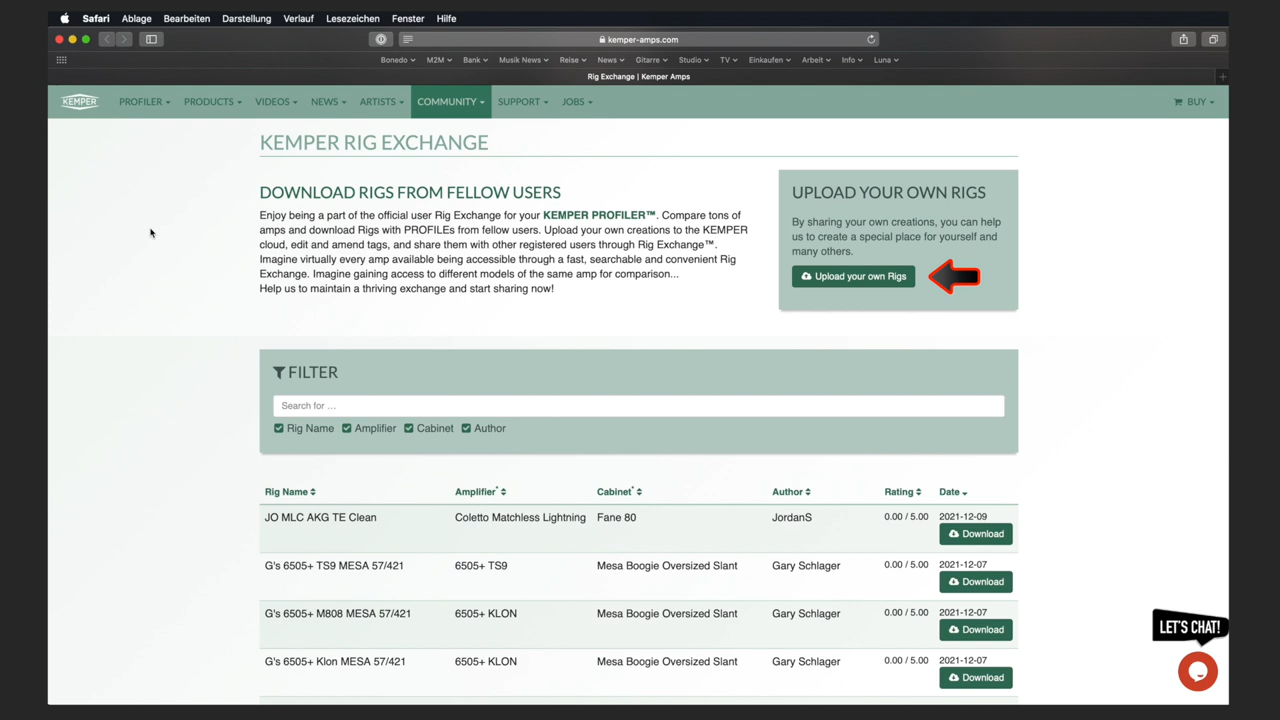 Safari Ablage Bearbeiten Darstellung Verlauf Lesezeichen Fenster Hilfe
kemper-amps.com
Bonedo M2M Bank Musik News Reise News Gitarre Studio TV Einkaufen Arbeit Info Luna
Rig Exchange | Kemper Amps
KEMPER PROFILER PRODUCTS VIDEOS NEWS ARTISTS COMMUNITY SUPPORT JOBS BUY
KEMPER RIG EXCHANGE
DOWNLOAD RIGS FROM FELLOW USERS
Enjoy being a part of the official user Rig Exchange for your KEMPER PROFILER™. Compare tons of
amps and download Rigs with PROFILEs from fellow users. Upload your own creations to the KEMPER
cloud, edit and amend tags, and share them with other registered users through Rig Exchange™.
Imagine virtually every amp available being accessible through a fast, searchable and convenient Rig
Exchange. Imagine gaining access to different models of the same amp for comparison...
Help us to maintain a thriving exchange and start sharing now!
UPLOAD YOUR OWN RIGS
By sharing your own creations, you can help
us to create a special place for yourself and
many others.
Upload your own Rigs
FILTER
Search for ...
Rig Name Amplifier Cabinet Author
Rig Name Amplifier* Cabinet* Author Rating Date
JO MLC AKG TE Clean Coletto Matchless Lightning Fane 80 JordanS 0.00 / 5.00 2021-12-09
Download
G's 6505+ TS9 MESA 57/421 6505+ TS9 Mesa Boogie Oversized Slant Gary Schlager 0.00 / 5.00 2021-12-07
Download
G's 6505+ M808 MESA 57/421 6505+ KLON Mesa Boogie Oversized Slant Gary Schlager 0.00 / 5.00 2021-12-07
Download
G's 6505+ Klon MESA 57/421 6505+ KLON Mesa Boogie Oversized Slant Gary Schlager 0.00 / 5.00 2021-12-07
Download
LET'S CHAT!